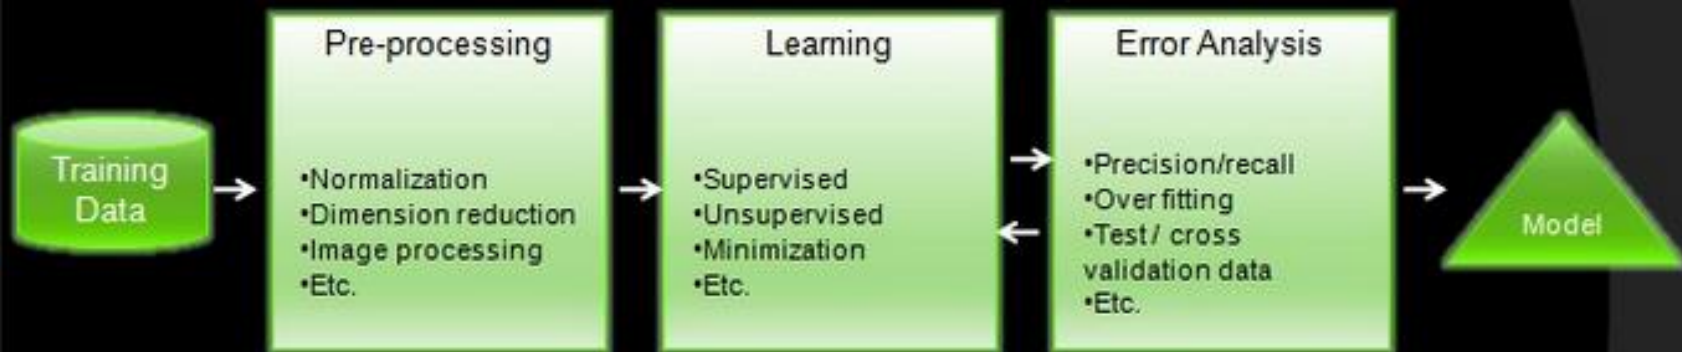 Training
Data
Pre-processing
•Normalization
•Dimension reduction
•Image processing
•Etc.
Learning
•Supervised
•Unsupervised
•Minimization
•Etc.
Error Analysis
•Precision/recall
•Over fitting
•Test / cross
validation data
•Etc.
Model